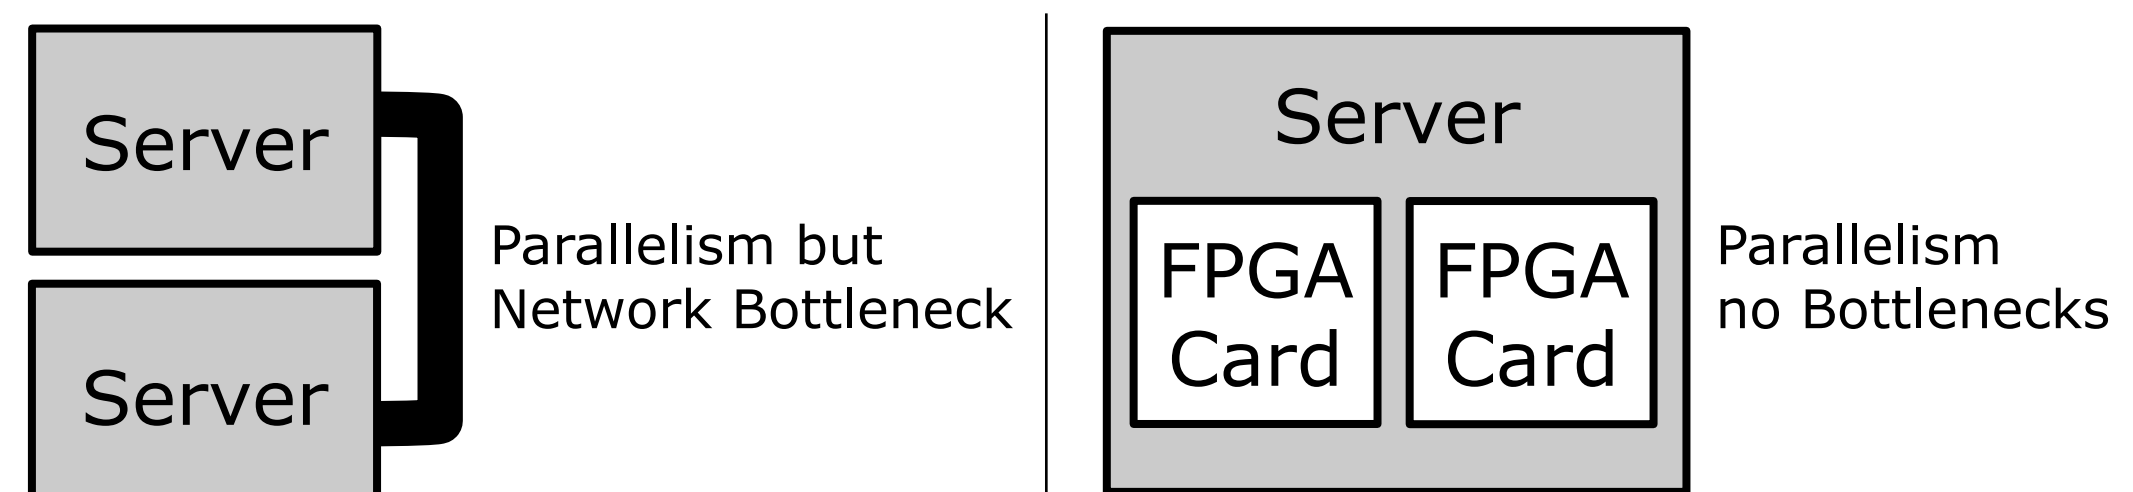 Server
Server
Parallelism but
Network Bottleneck
Server
FPGA
Card
FPGA
Card
Parallelism
no Bottlenecks